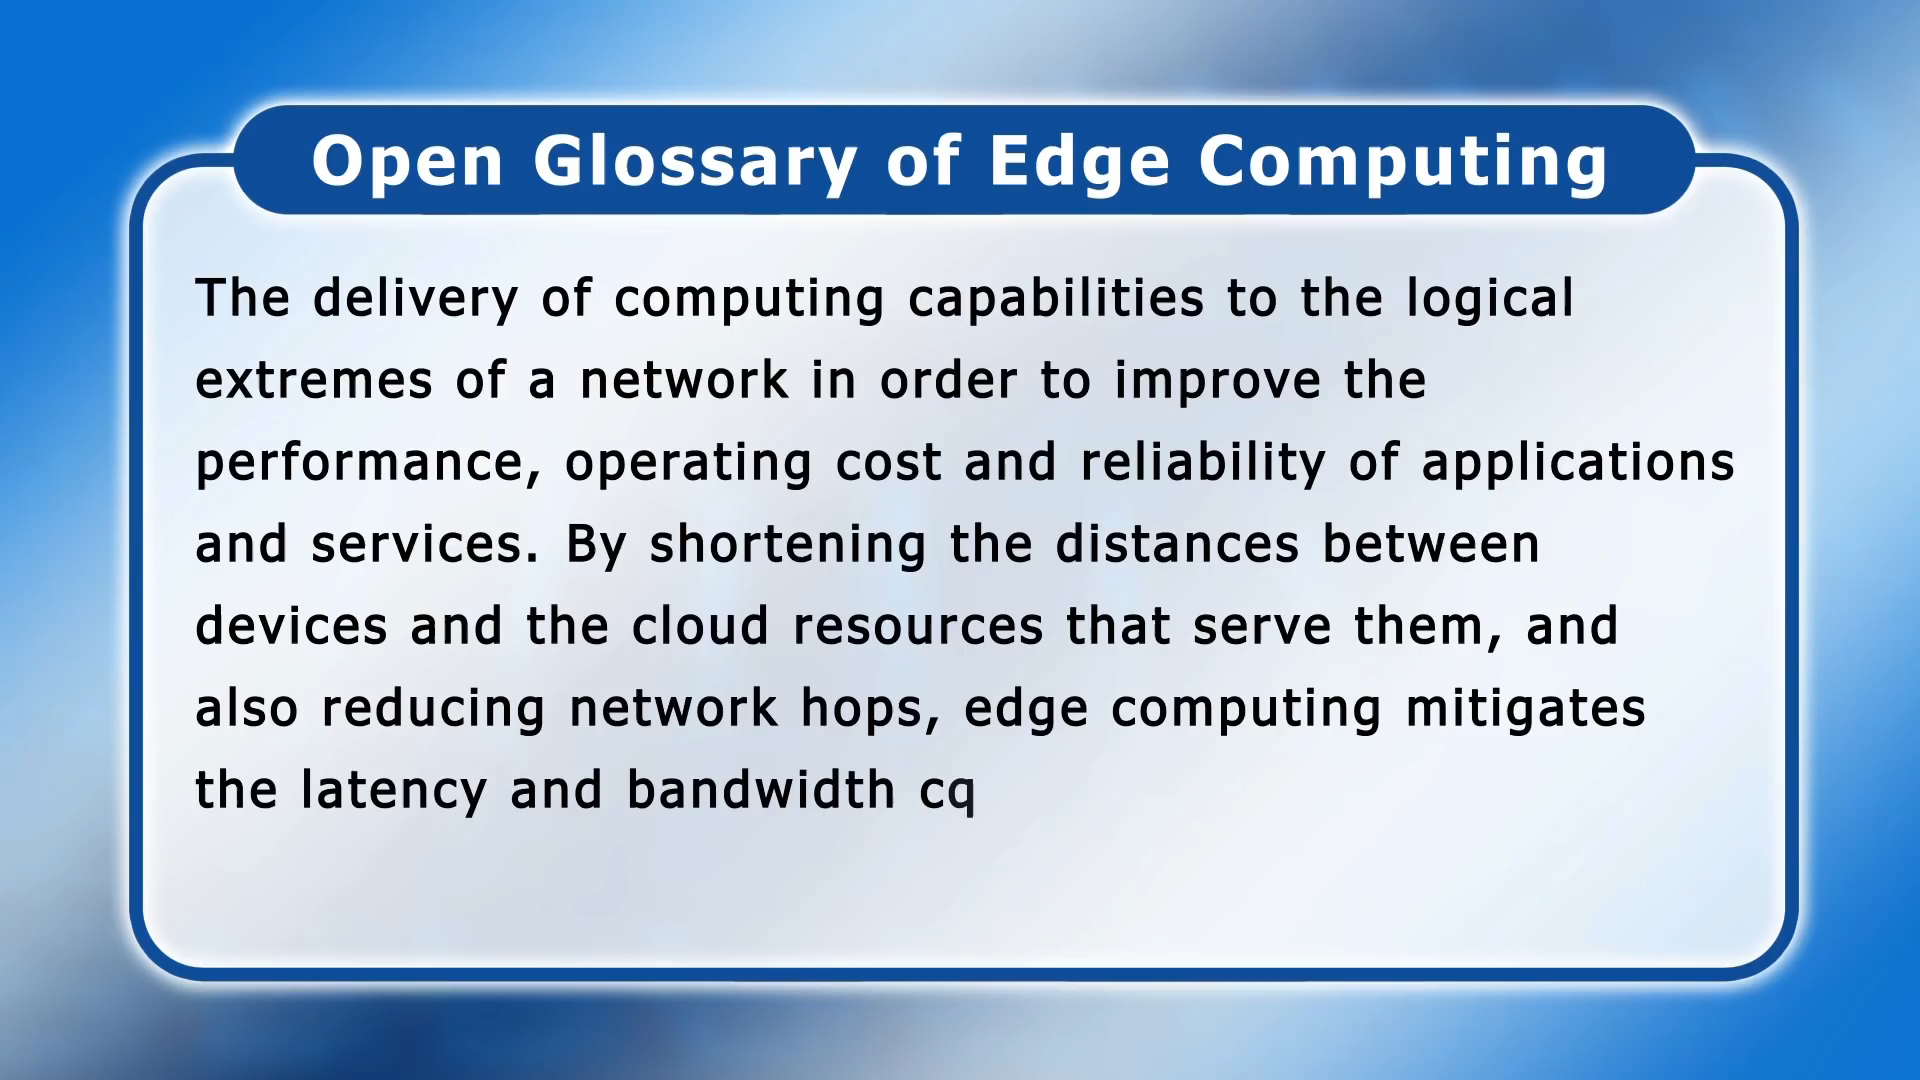 Open Glossary of Edge Computing
The delivery of computing capabilities to the logical
extremes of a network in order to improve the
performance, operating cost and reliability of applications
and services. By shortening the distances between
devices and the cloud resources that serve them, and
also reducing network hops, edge computing mitigates
the latency and bandwidth cq